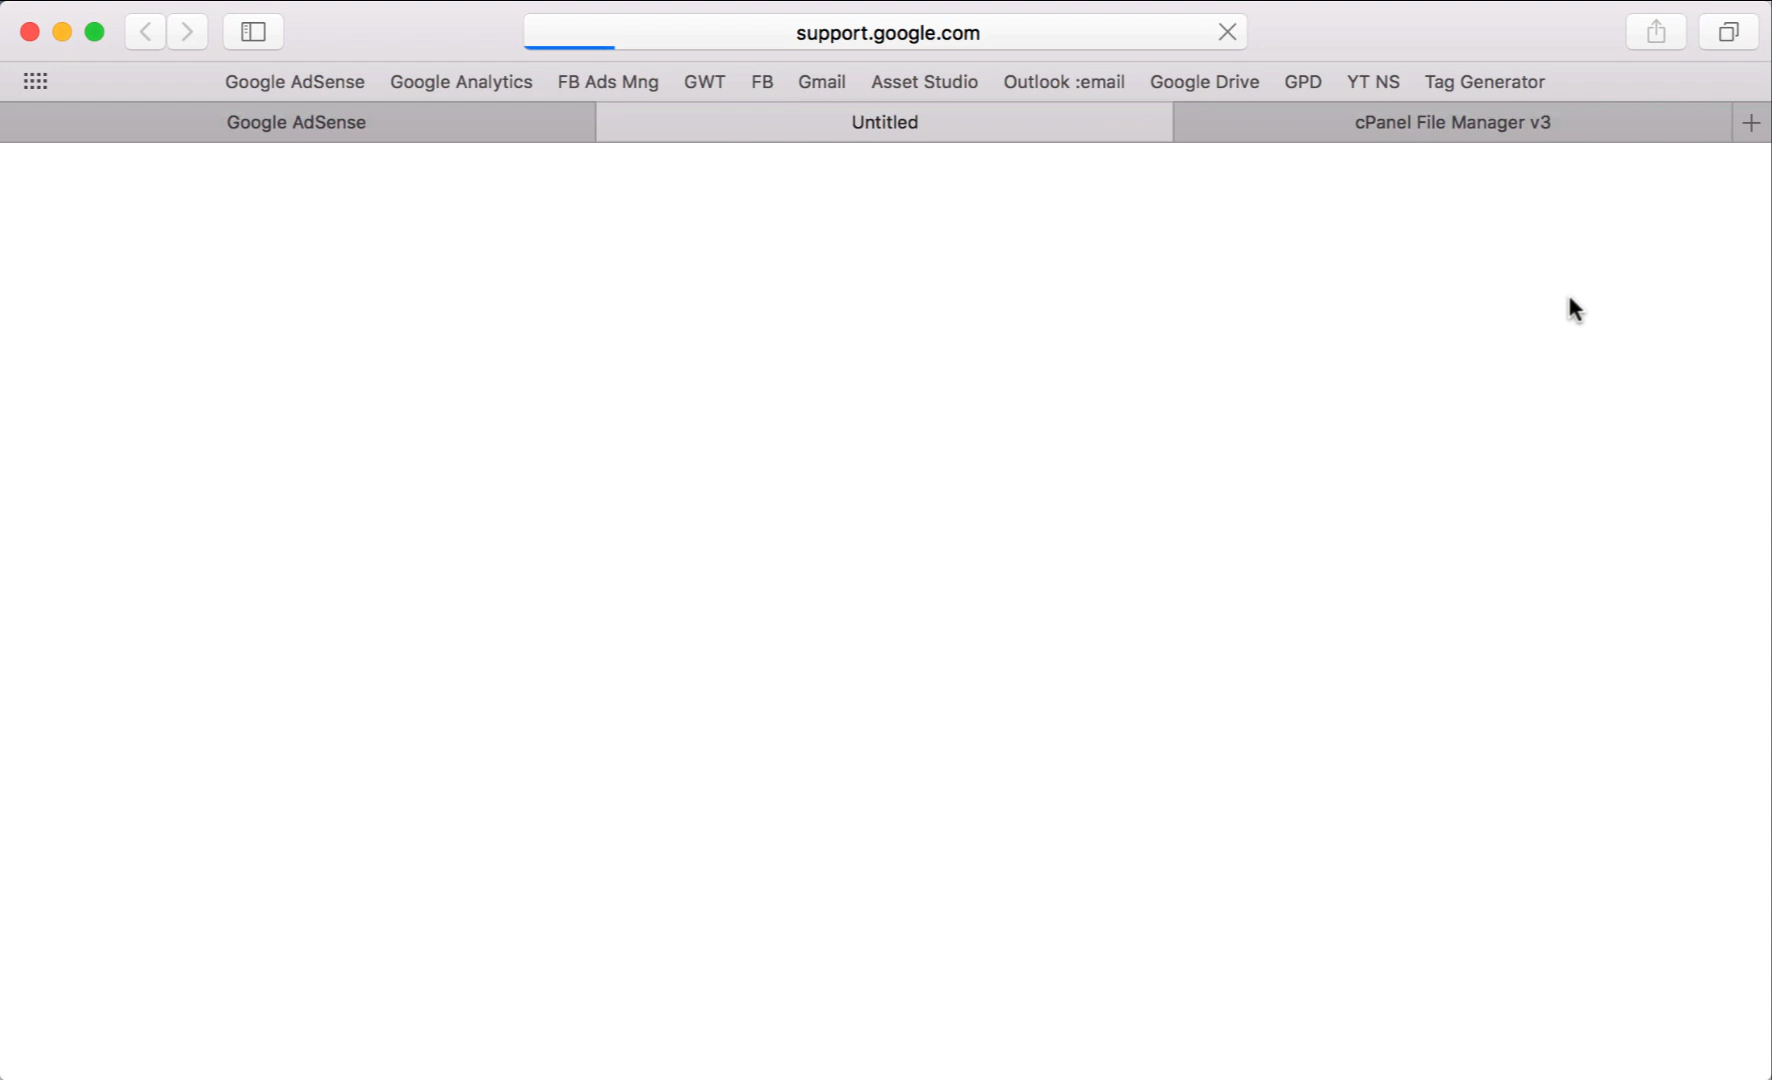 support.google.com
Google AdSense Google Analytics FB Ads Mng GWT FB Gmail Asset Studio Outlook :email Google Drive GPD YT NS Tag Generator
Google AdSense Untitled cPanel File Manager v3